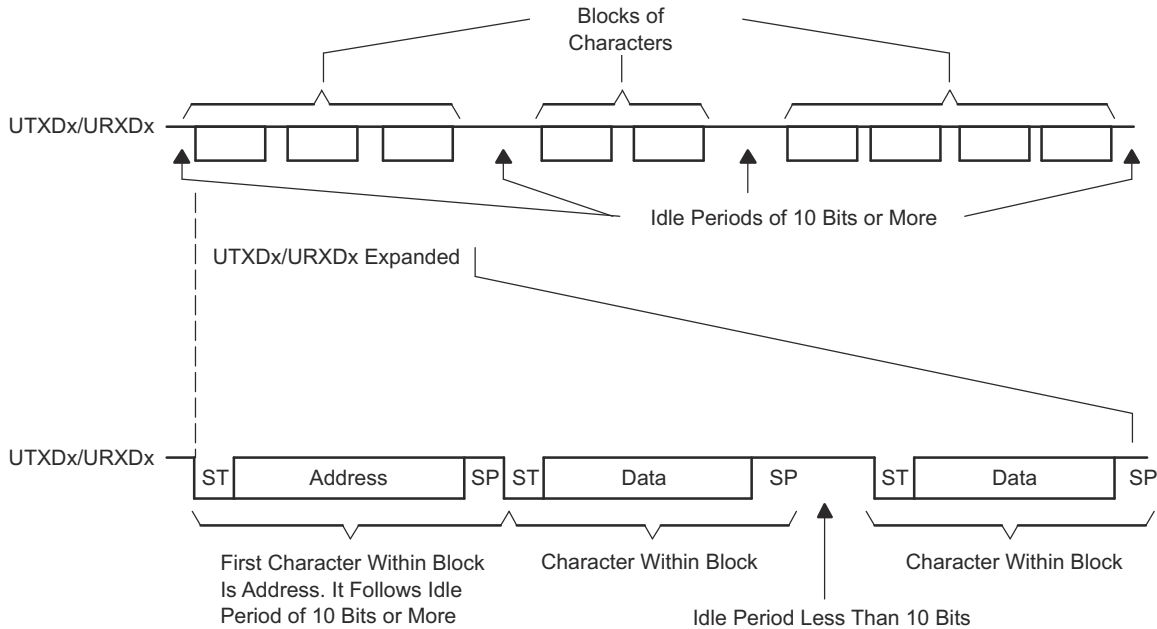 Blocks of
Characters
UTXDx/URXDx
Idle Periods of 10 Bits or More
UTXDx/URXDx Expanded
UTXDx/URXDx
ST
Address
SP
ST
Data
SP
ST
Data
SP
First Character Within Block
Is Address. It Follows Idle
Period of 10 Bits or More
Character Within Block
Character Within Block
Idle Period Less Than 10 Bits